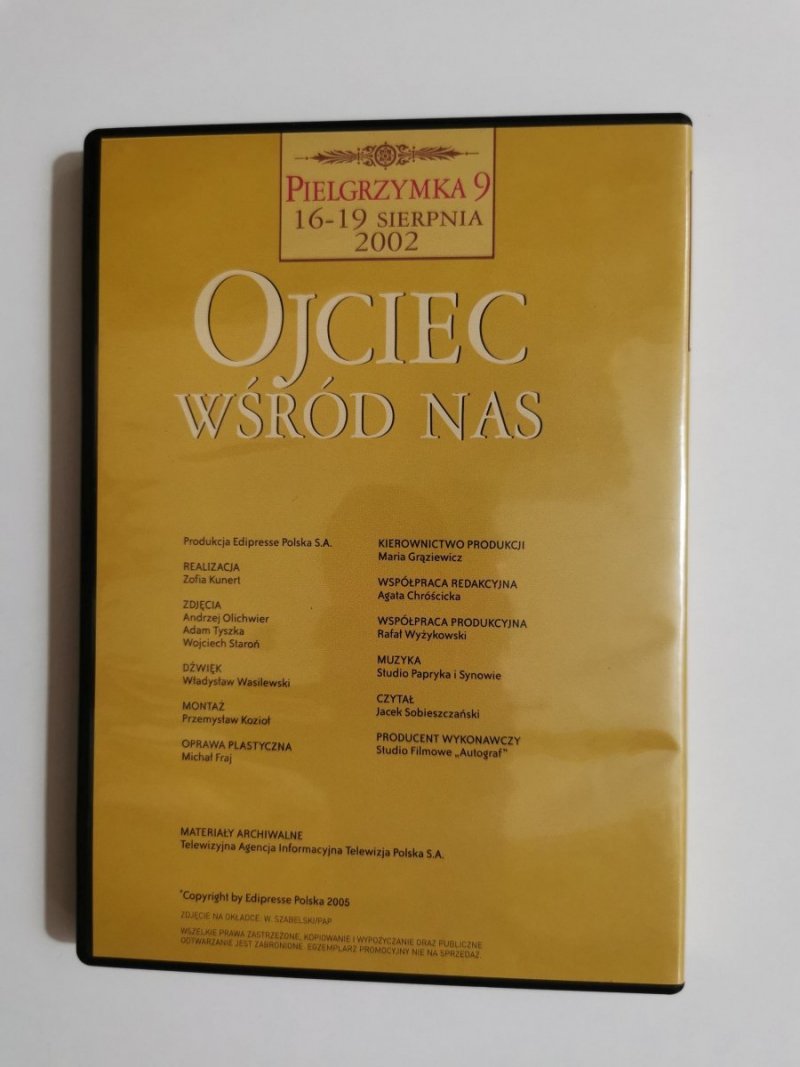 PIELGRZYMKA 9
16-19 SIERPNIA
2002
OJCIEC
WŚRÓD NAS
Produkcja Edipresse Polska S.A.
REALIZACJA
Zofia Kunert
ZDJĘCIA
Andrzej Olichwier
Adam Tyszka
Wojciech Staroń
DŹWIĘK
Władysław Wasilewski
MONTAŻ
Przemysław Kozioł
OPRAWA PLASTYCZNA
Michał Fraj
KIEROWNICTWO PRODUKCJI
Maria Grąziewicz
WSPÓŁPRACA REDAKCYJNA
Agata Chróścicka
WSPÓŁPRACA PRODUKCYJNA
Rafał Wyżykowski
MUZYKA
Studio Papryka i Synowie
CZYTAŁ
Jacek Sobieszczański
PRODUCENT WYKONAWCZY
Studio Filmowe „Autograf”
MATERIAŁY ARCHIWALNE
Telewizyjna Agencja Informacyjna Telewizja Polska S.A.
*Copyright by Edipresse Polska 2005
ZDJĘCIE NA OKŁADCE: W. SZABELSKI/PAP
WSZELKIE PRAWA ZASTRZEŻONE, KOPIOWANIE I WYPOŻYCZANIE ORAZ PUBLICZNE
ODTWARZANIE JEST ZABRONIONE. EGZEMPLARZ PROMOCYJNY NIE NA SPRZEDAŻ.